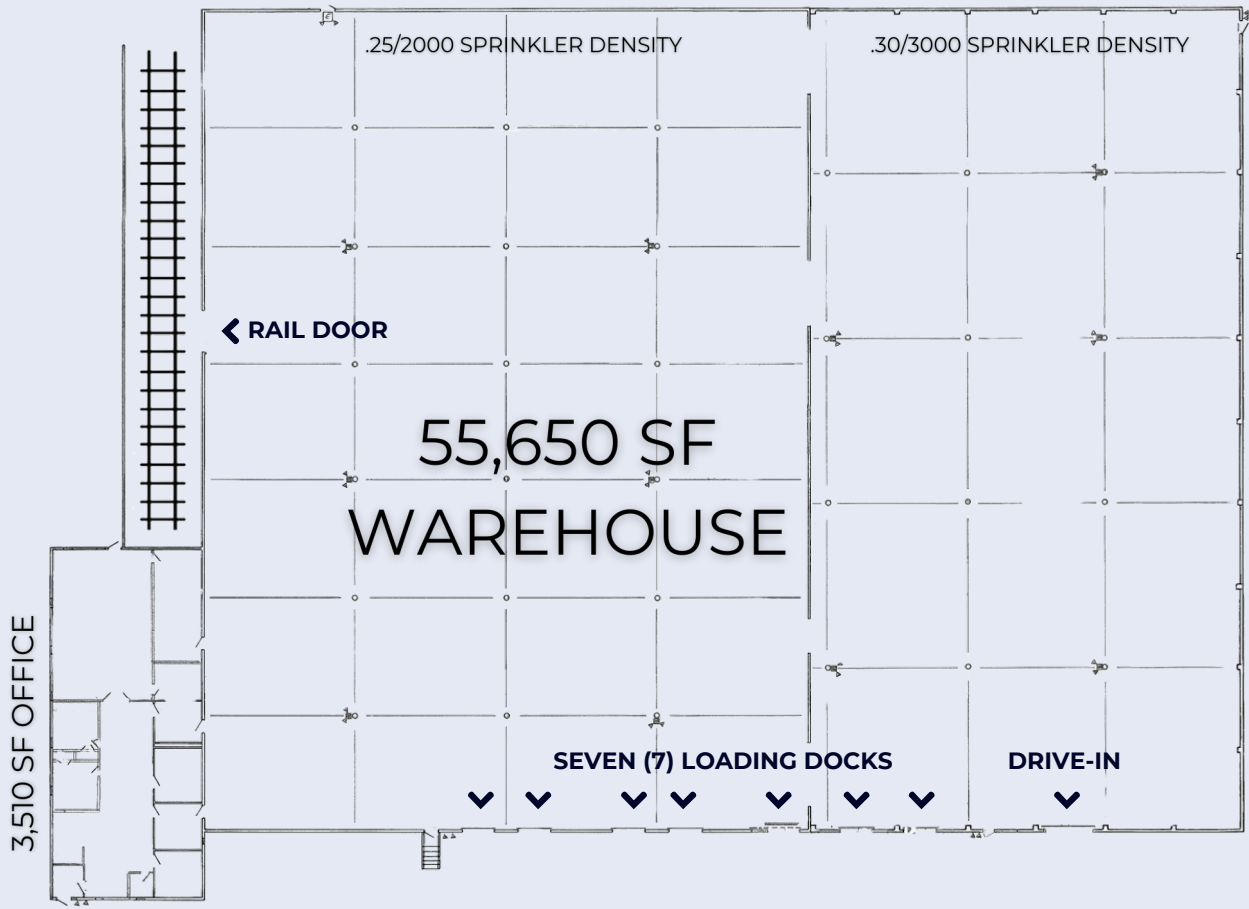 .25/2000 SPRINKLER DENSITY
.30/3000 SPRINKLER DENSITY
RAIL DOOR
55,650 SF
WAREHOUSE
3,510 SF OFFICE
SEVEN (7) LOADING DOCKS
DRIVE-IN